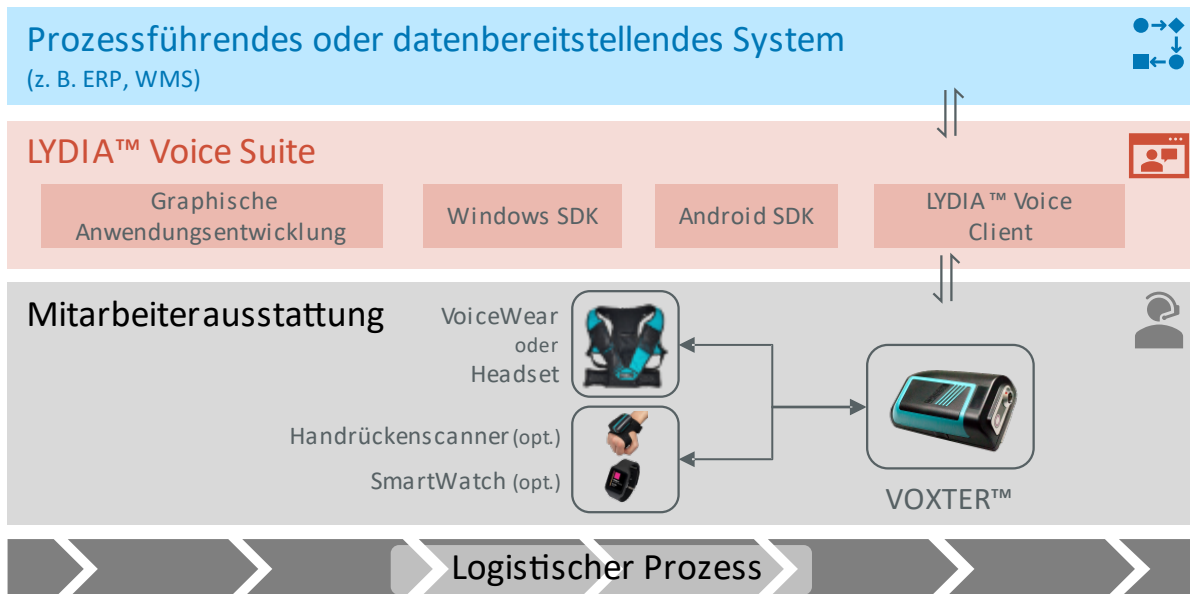 Prozessführendes oder datenbereitstellendes System
(z. B. ERP, WMS)
LYDIA™ Voice Suite
Graphische
Anwendungsentwicklung
Windows SDK
Android SDK
LYDIA™ Voice
Client
Mitarbeiterausstattung
VoiceWear
oder
Headset
Handrückenscanner (opt.)
SmartWatch (opt.)
VOXTER™
Logistischer Prozess